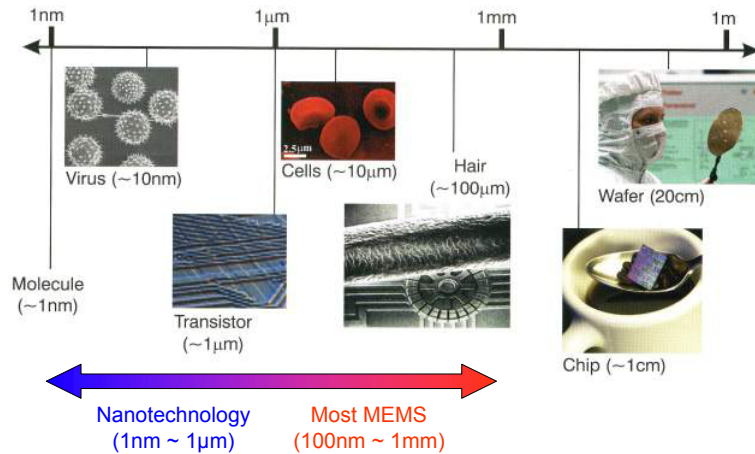 1nm
1μm
1mm
1m
2.5μm
Virus (~10nm)
Cells (~10μm)
Hair
(~100μm)
Wafer (20cm)
Molecule
(~1nm)
Transistor
(~1μm)
Chip (~1cm)
Nanotechnology
(1nm ~ 1μm)
Most MEMS
(100nm ~ 1mm)